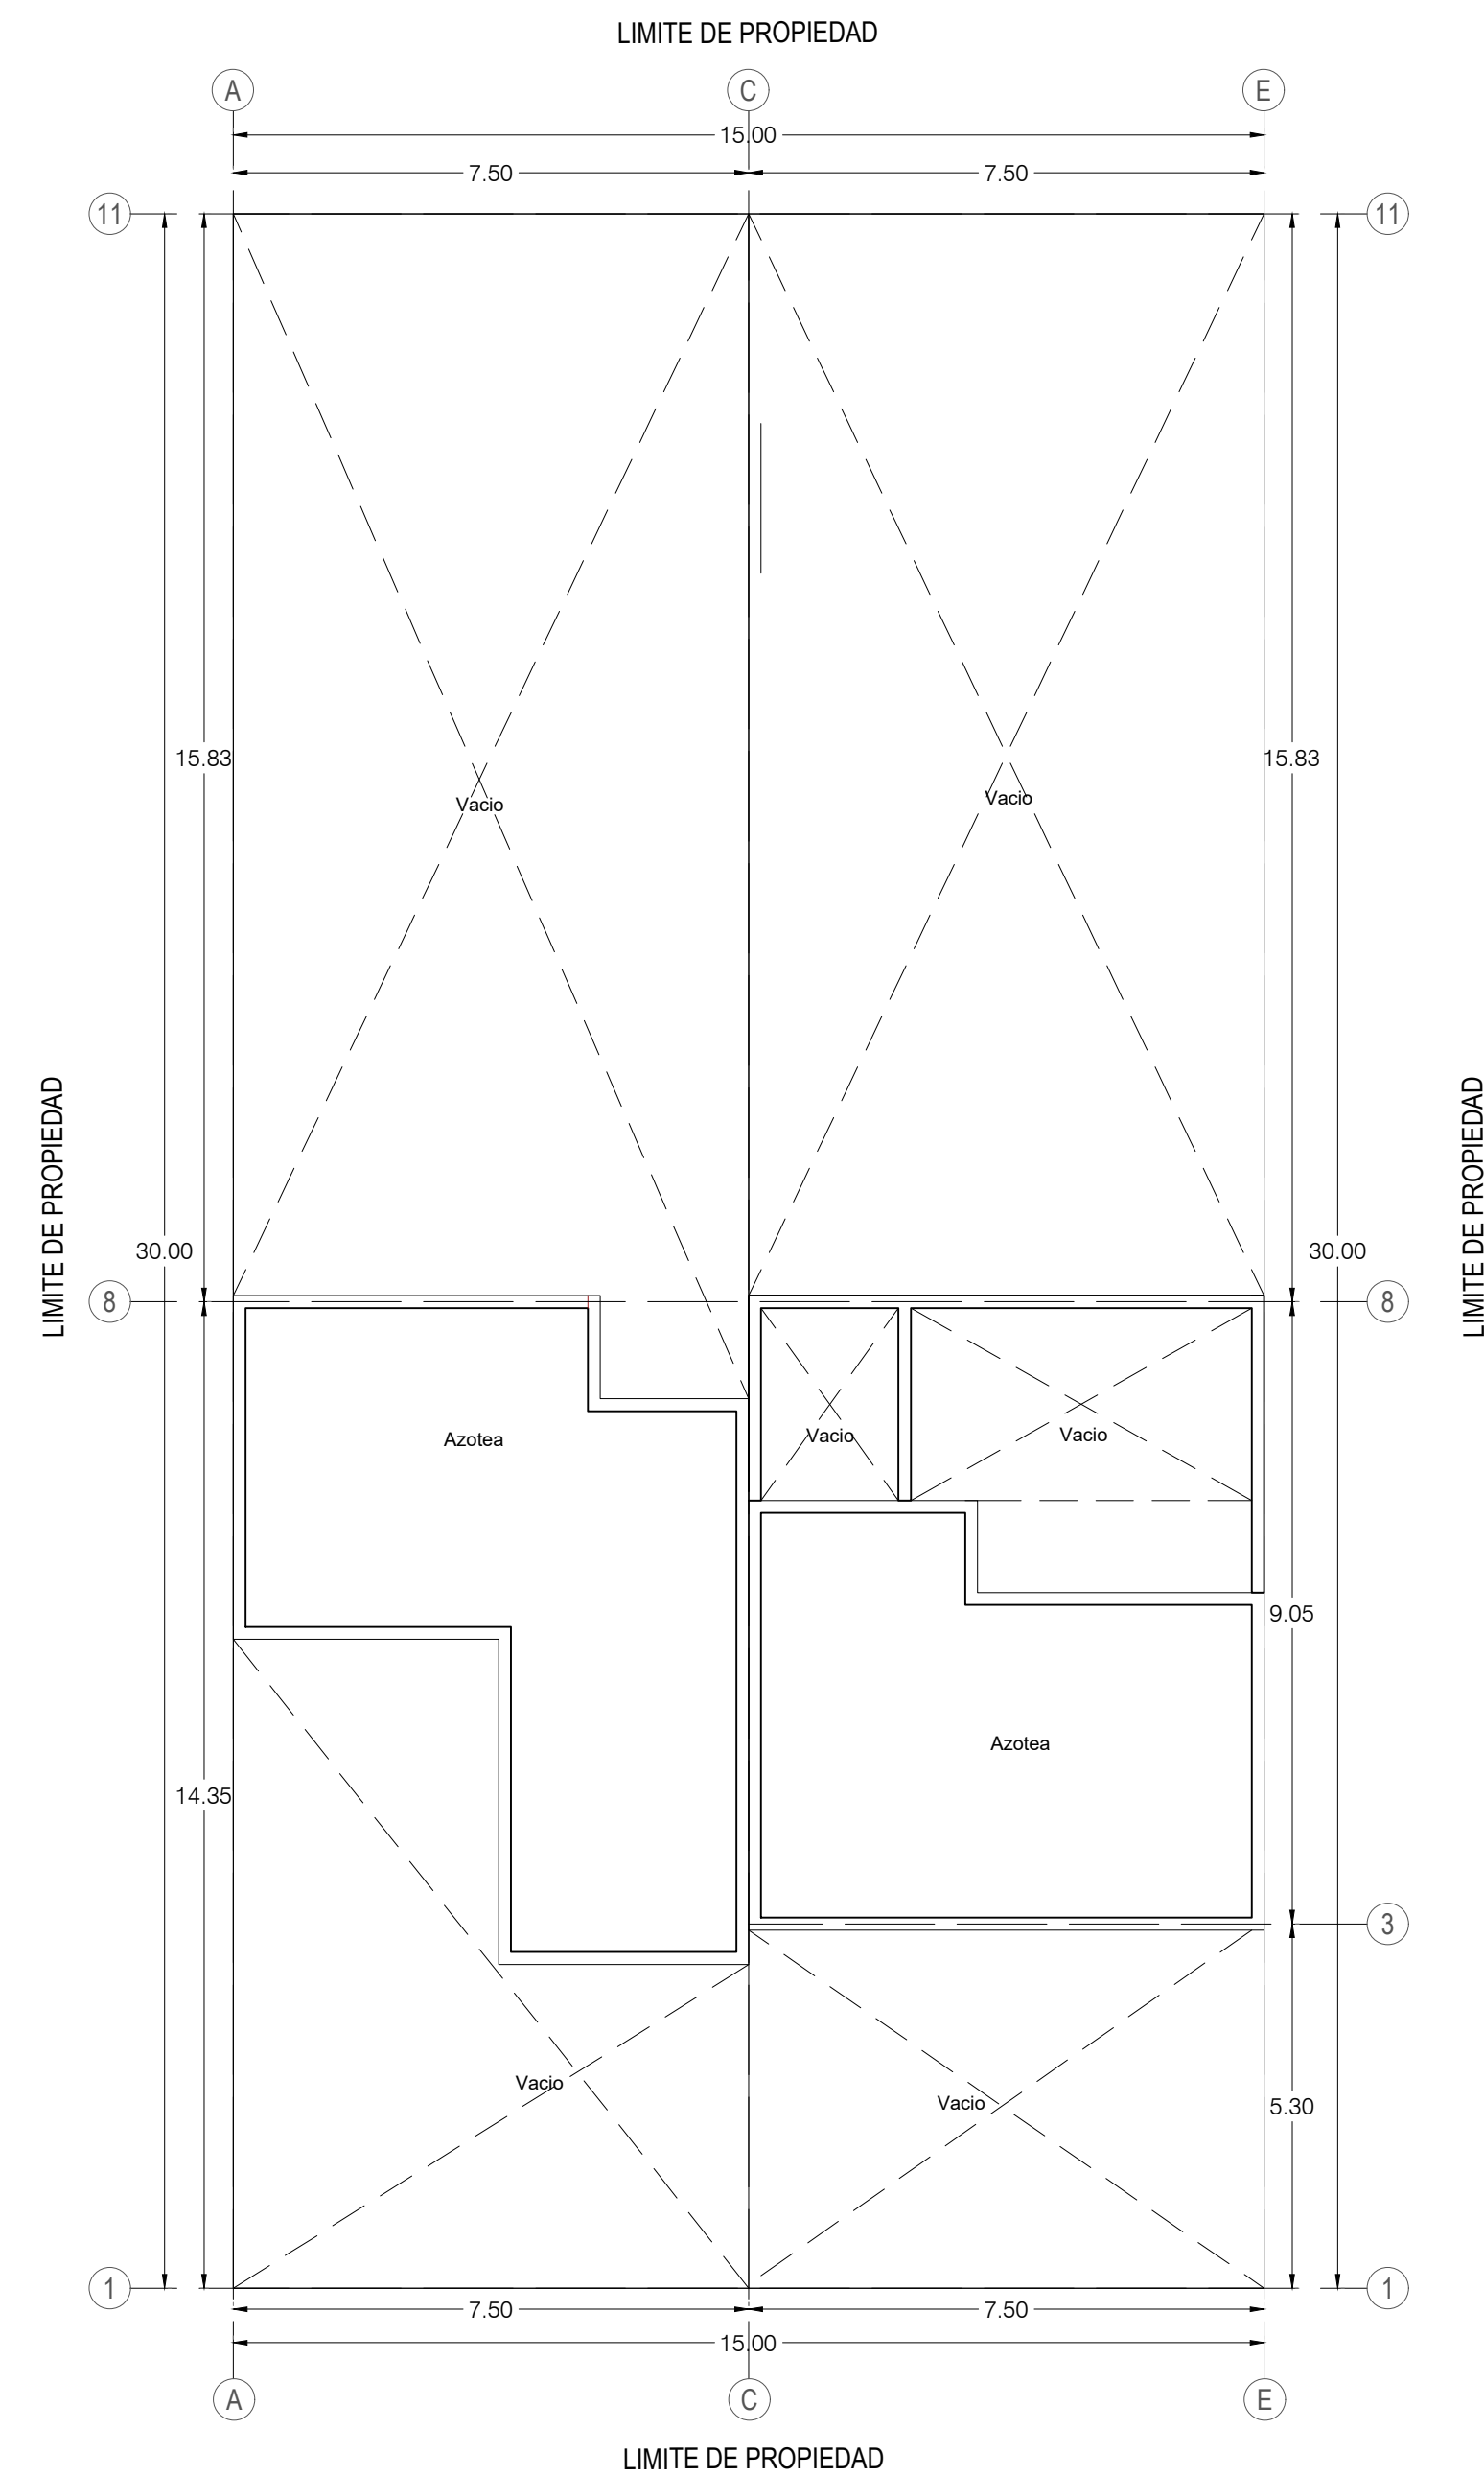 LIMITE DE PROPIEDAD
A
C
E
15.00
7.50
7.50
11
11
15.83
15.83
Vacio
Vacio
LIMITE DE PROPIEDAD
LIMITE DE PROPIEDAD
30.00
30.00
8
8
Azotea
Vacio
Vacio
9.05
Azotea
14.35
3
Vacio
Vacio
5.30
1
1
7.50
7.50
15.00
A
C
E
LIMITE DE PROPIEDAD